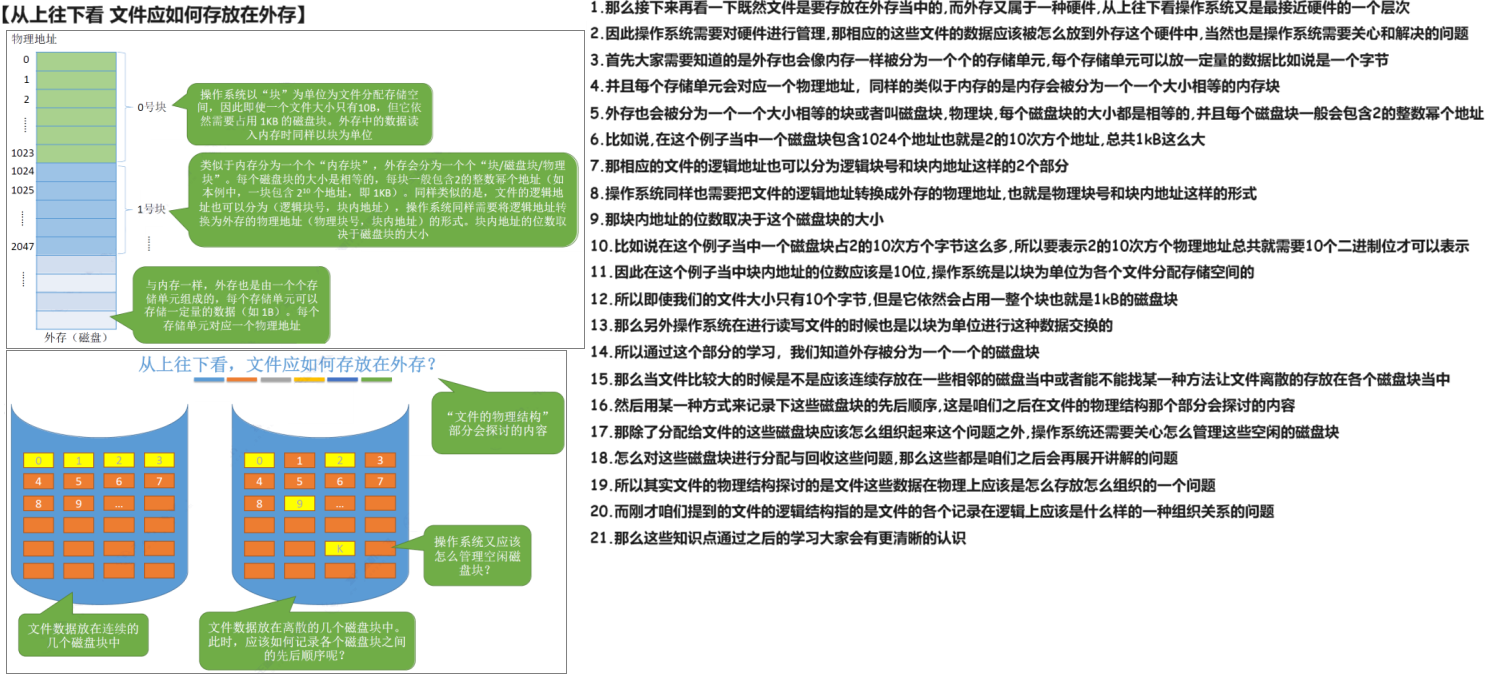 【从上往下看 文件应如何存放在外存】
物理地址
0
1
2
……
1023
1024
1025
……
2047
……
外存（磁盘）
0号块
1号块
……
操作系统以“块”为单位为文件分配存储空
间，因此即使一个文件大小只有10B，但它依
然需要占用 1KB 的磁盘块。外存中的数据读
入内存时同样以块为单位
类似于内存分为一个个“内存块”，外存会分为一个个“块/磁盘块/物理
块”。每个磁盘块的大小是相等的，每块一般包含2的整数幂个地址（如
本例中，一块包含 2¹⁰ 个地址，即 1KB）。同样类似的是，文件的逻辑地
址也可以分为（逻辑块号，块内地址），操作系统同样需要将逻辑地址转
换为外存的物理地址（物理块号，块内地址）的形式。块内地址的位数取
决于磁盘块的大小
与内存一样，外存也是由一个个存
储单元组成的，每个存储单元可以
存储一定量的数据（如 1B）。每个
存储单元对应一个物理地址
从上往下看，文件应如何存放在外存？
“文件的物理结构”
部分会探讨的内容
0 1 2 3
4 5 6 7
8 9 …
0 1 2 3
4 5 6 7
8 9 …
K
操作系统又应该
怎么管理空闲磁
盘块？
文件数据放在连续的
几个磁盘块中
文件数据放在离散的几个磁盘块中。
此时，应该如何记录各个磁盘块之间
的先后顺序呢？
1.那么接下来再看一下既然文件是要存放在外存当中的,而外存又属于一种硬件,从上往下看操作系统又是最接近硬件的一个层次
2.因此操作系统需要对硬件进行管理,那相应的这些文件的数据应该被怎么放到外存这个硬件中,当然也是操作系统需要关心和解决的问题
3.首先大家需要知道的是外存也会像内存一样被分为一个个的存储单元,每个存储单元可以放一定量的数据比如说是一个字节
4.并且每个存储单元会对应一个物理地址，同样的类似于内存的是内存会被分为一个一个大小相等的内存块
5.外存也会被分为一个一个大小相等的块或者叫磁盘块,物理块,每个磁盘块的大小都是相等的,并且每个磁盘块一般会包含2的整数幂个地址
6.比如说,在这个例子当中一个磁盘块包含1024个地址也就是2的10次方个地址,总共1kB这么大
7.那相应的文件的逻辑地址也可以分为逻辑块号和块内地址这样的2个部分
8.操作系统同样也需要把文件的逻辑地址转换成外存的物理地址,也就是物理块号和块内地址这样的形式
9.那块内地址的位数取决于这个磁盘块的大小
10.比如说在这个例子当中一个磁盘块占2的10次方个字节这么多,所以要表示2的10次方个物理地址总共就需要10个二进制位才可以表示
11.因此在这个例子当中块内地址的位数应该是10位,操作系统是以块为单位为各个文件分配存储空间的
12.所以即使我们的文件大小只有10个字节,但是它依然会占用一整个块也就是1kB的磁盘块
13.那么另外操作系统在进行读写文件的时候也是以块为单位进行这种数据交换的
14.所以通过这个部分的学习，我们知道外存被分为一个一个的磁盘块
15.那么当文件比较大的时候是不是应该连续存放在一些相邻的磁盘当中或者能不能找某一种方法让文件离散的存放在各个磁盘块当中
16.然后用某一种方式来记录下这些磁盘块的先后顺序,这是咱们之后在文件的物理结构那个部分会探讨的内容
17.那除了分配给文件的这些磁盘块应该怎么组织起来这个问题之外,操作系统还需要关心怎么管理这些空闲的磁盘块
18.怎么对这些磁盘块进行分配与回收这些问题,那么这些都是咱们之后会再展开讲解的问题
19.所以其实文件的物理结构探讨的是文件这些数据在物理上应该是怎么存放怎么组织的一个问题
20.而刚才咱们提到的文件的逻辑结构指的是文件的各个记录在逻辑上应该是什么样的一种组织关系的问题
21.那么这些知识点通过之后的学习大家会有更清晰的认识